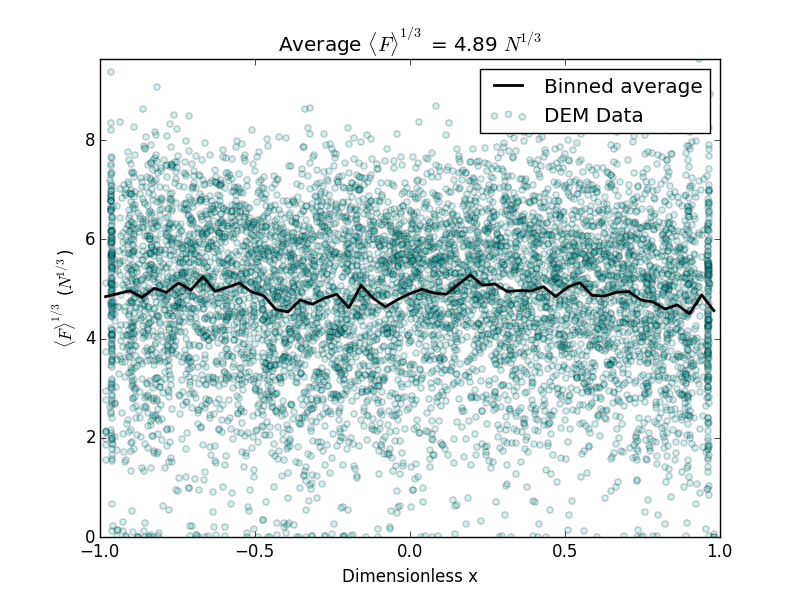 Average ⟨F⟩^{1/3} = 4.89 N^{1/3}
Binned average
DEM Data
⟨F⟩^{1/3} (N^{1/3})
8
6
4
2
0
−1.0 −0.5 0.0 0.5 1.0
Dimensionless x